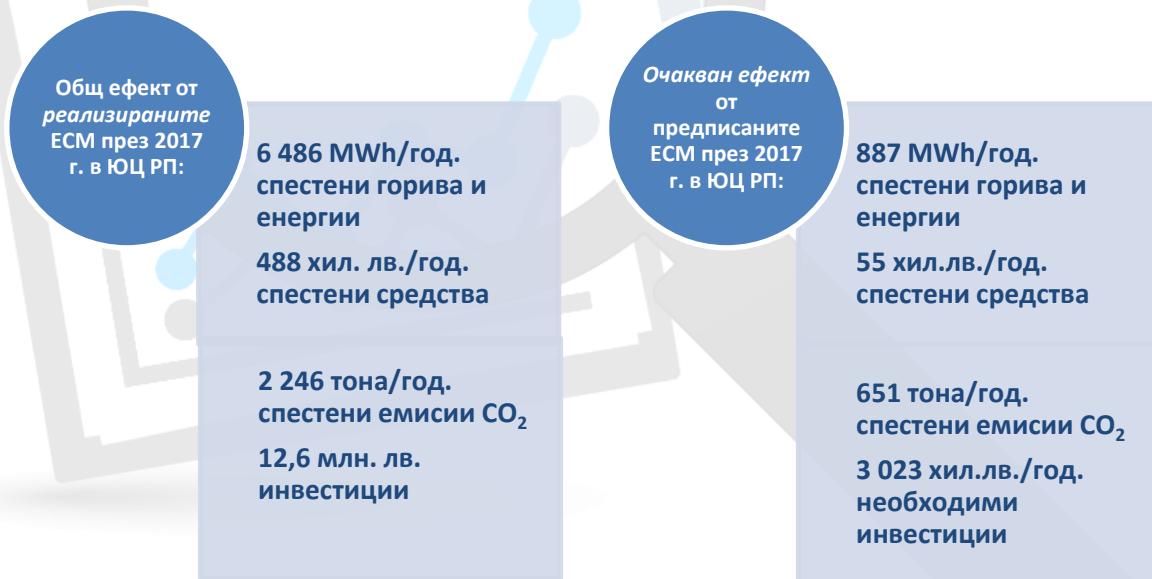 Общ ефект от
реализираните
ЕСМ през 2017
г. в ЮЦ РП:
6 486 MWh/год.
спестени горива и
енергии
488 хил. лв./год.
спестени средства
2 246 тона/год.
спестени емисии CO₂
12,6 млн. лв.
инвестиции
Очакван ефект
от
предписаните
ЕСМ през 2017
г. в ЮЦ РП:
887 MWh/год.
спестени горива и
енергии
55 хил.лв./год.
спестени средства
651 тона/год.
спестени емисии CO₂
3 023 хил.лв./год.
необходими
инвестиции